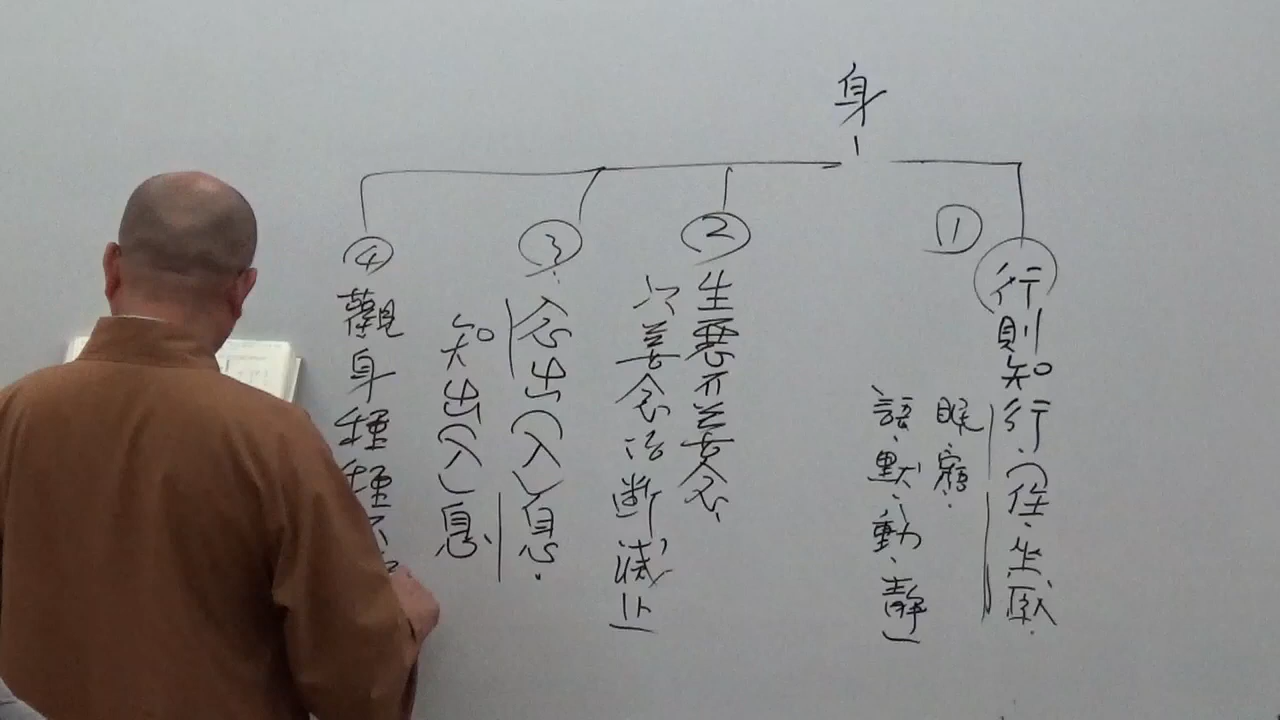 身
①
行則知行(住、坐、臥、
眠、寤、
語、默、動、靜)
②
生惡不善念、
以善念治斷滅止
③
念出(入)息、
知出(入)息、
④
觀身種種不